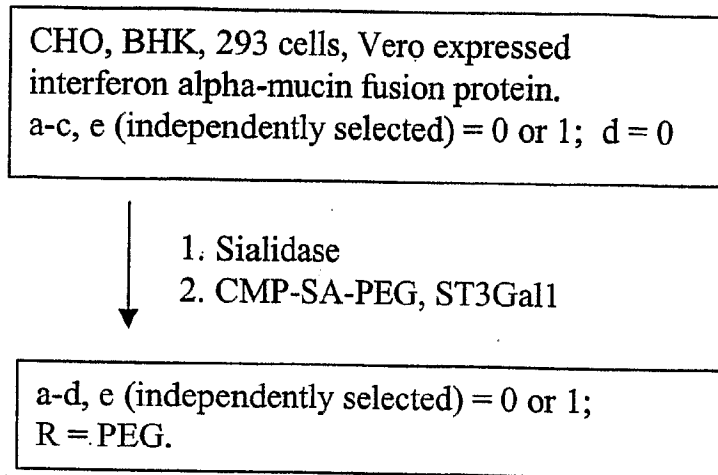 CHO, BHK, 293 cells, Vero expressed
interferon alpha-mucin fusion protein.
a-c, e (independently selected) = 0 or 1; d = 0
1. Sialidase
2. CMP-SA-PEG, ST3Gal1
a-d, e (independently selected) = 0 or 1;
R = PEG.